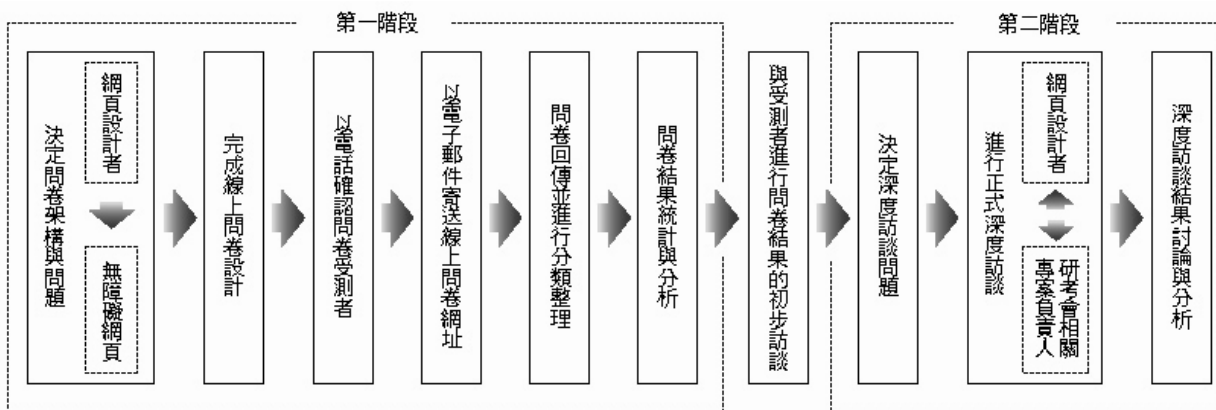 第一階段
決定問卷架構與問題
網頁設計者
無障礙網頁
完成線上問卷設計
以電話確認問卷受測者
以電子郵件寄送線上問卷網址
問卷回傳並進行分類整理
問卷結果統計與分析
與受測者進行問卷結果的初步訪談
第二階段
決定深度訪談問題
進行正式深度訪談
網頁設計者
研考會相關
專案負責人
深度訪談結果討論與分析